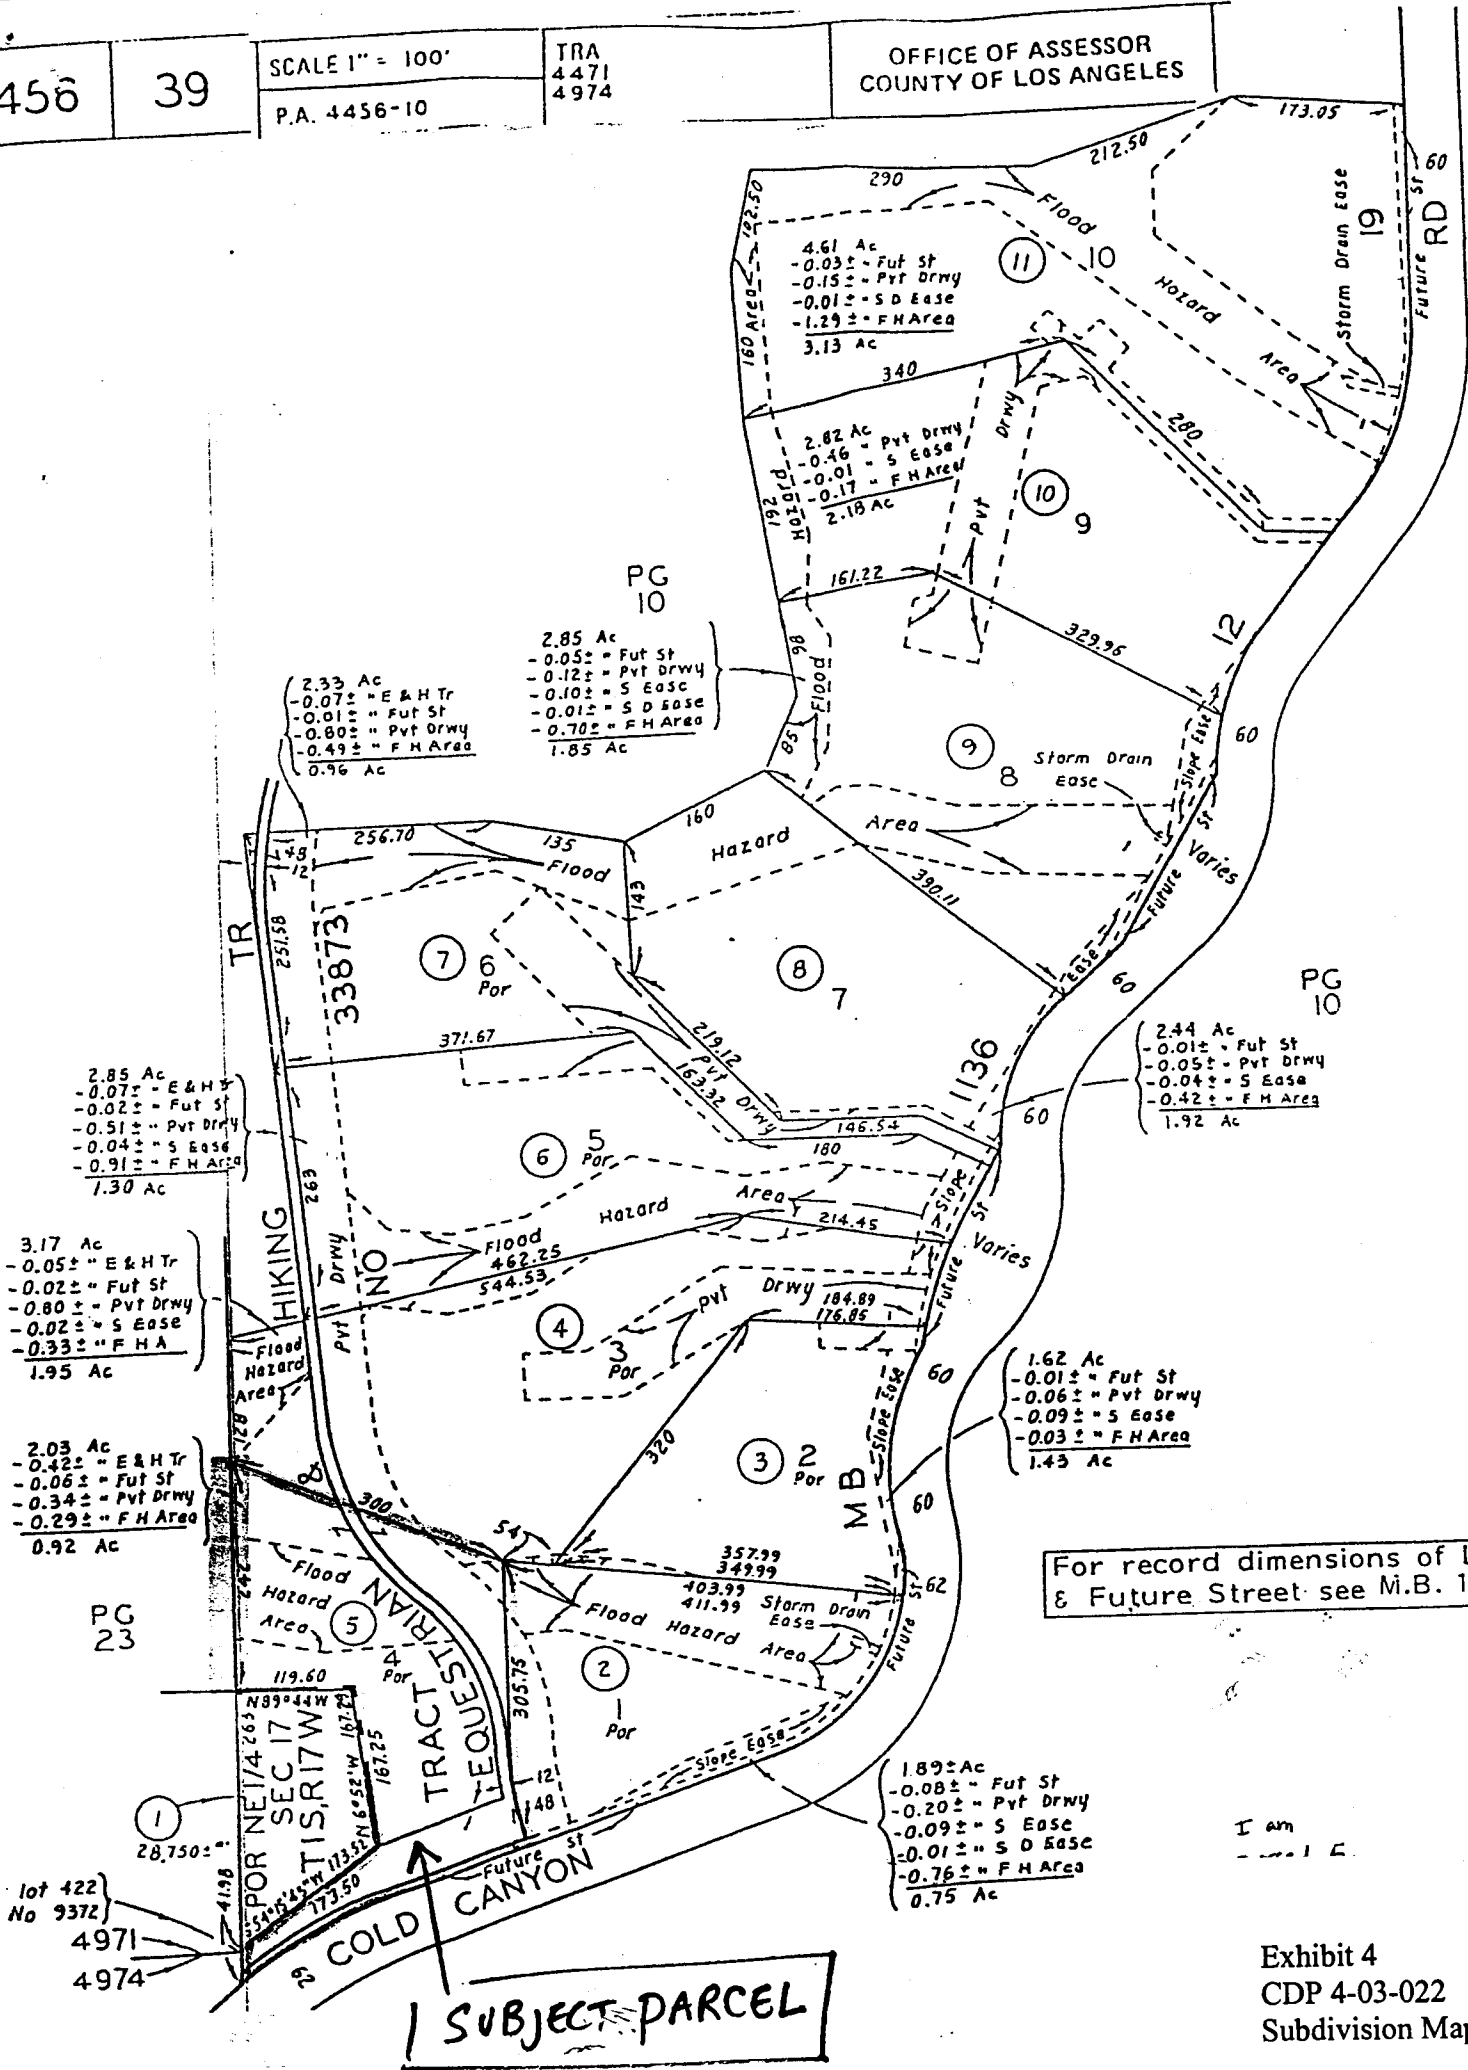 456
39
SCALE 1" = 100'
P.A. 4456-10
TRA
4471
4974
OFFICE OF ASSESSOR
COUNTY OF LOS ANGELES
173.05
212.50
290
102.50
160
Area
Flood
10
Hazard
Area
11
Storm Drain Ease
19
Future St
60
RD
4.61 Ac
-0.03± " Fut St
-0.15± " Pvt Drwy
-0.01± " S D Ease
-1.29± " F H Area
3.13 Ac
340
280
2.82 Ac
-0.46 " Pvt Drwy
-0.01 " S Ease
-0.17 " F H Area
2.18 Ac
Pvt
Drwy
10
9
192
Hazard
161.22
329.96
12
PG
10
2.85 Ac
-0.05± " Fut St
-0.12± " Pvt Drwy
-0.10± " S Ease
-0.01± " S D Ease
-0.70± " F H Area
1.85 Ac
98
Flood
85
9
8
Storm Drain
Ease
Slope Ease
60
2.33 Ac
-0.07± " E & H Tr
-0.01± " Fut St
-0.80± " Pvt Drwy
-0.49± " F H Area
0.96 Ac
256.70
135
160
Hazard
Area
Varies
Future St
48
12
Flood
143
390.11
TR
251.58
33873
7
6
Por
8
7
Ease
60
PG
10
371.67
219.12
Pvt Drwy
163.32
146.54
180
1136
60
2.44 Ac
-0.01± " Fut St
-0.05± " Pvt Drwy
-0.04± " S Ease
-0.42± " F H Area
1.92 Ac
2.85 Ac
-0.07± " E & H Tr
-0.02± " Fut St
-0.51± " Pvt Drwy
-0.04± " S Ease
-0.91± " F H Area
1.30 Ac
263
6
5
Por
Flood
Hazard
Area
214.45
Slope
St
Varies
Future
3.17 Ac
-0.05± " E & H Tr
-0.02± " Fut St
-0.80± " Pvt Drwy
-0.02± " S Ease
-0.33± " F H A
1.95 Ac
HIKING
Pvt Drwy
NO
462.25
544.53
Flood
Hazard
Area
4
3
Por
Pvt
Drwy
184.89
176.85
60
1.62 Ac
-0.01± " Fut St
-0.06± " Pvt Drwy
-0.09± " S Ease
-0.03± " F H Area
1.43 Ac
128
320
3
2
Por
Slope Ease
MB
60
2.03 Ac
-0.42± " E & H Tr
-0.06± " Fut St
-0.34± " Pvt Drwy
-0.29± " F H Area
0.92 Ac
&
300
54
357.99
349.99
403.99
411.99
Storm Drain
Ease
62
Future St
For record dimensions of
& Future Street see M.B. 1
242
Flood
Hazard
Area
5
4
Por
Flood Hazard Area
PG
23
EQUESTRIAN
TRACT
305.75
2
1
Por
Slope Ease
119.60
N89°44'W
263
167.25
N6°52'W
POR NE1/4
SEC 17
T1S,R17W
12
48
1
28,750±
1.89± Ac
-0.08± " Fut St
-0.20± " Pvt Drwy
-0.09± " S Ease
-0.01± " S D Ease
-0.76± " F H Area
0.75 Ac
I am
41.98
S54°15'45"W
173.52
173.50
Future St
lot 422
No 9372
4971
4974
62
COLD CANYON
SUBJECT PARCEL
Exhibit 4
CDP 4-03-022
Subdivision Map